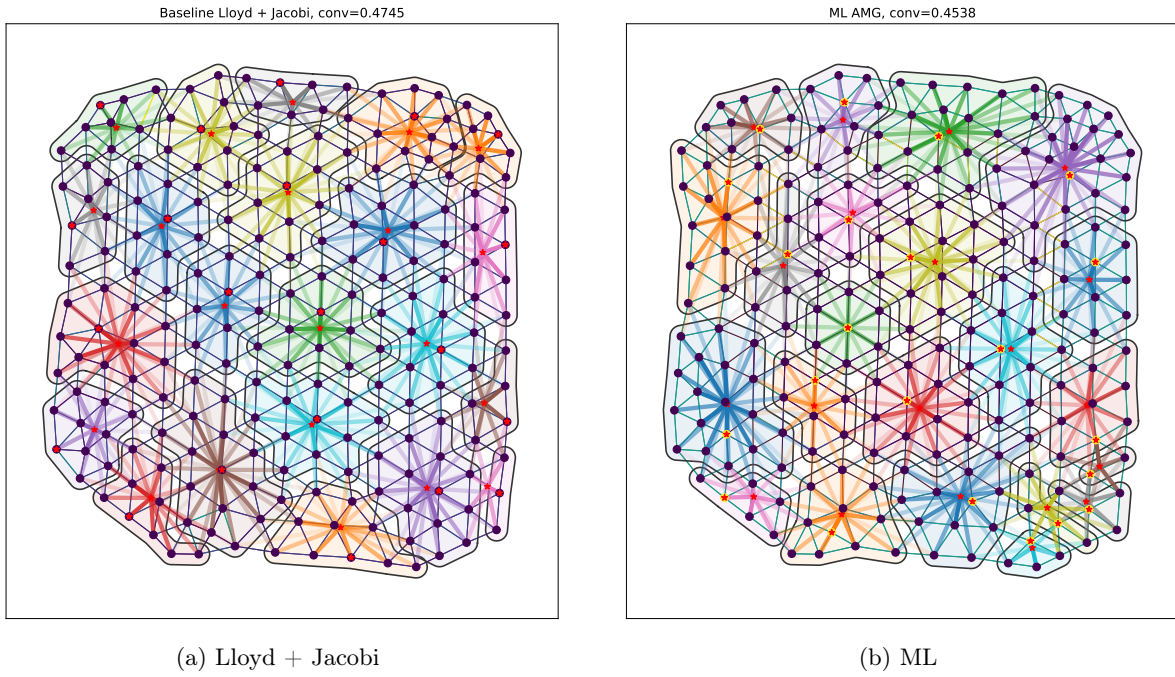 Baseline Lloyd + Jacobi, conv=0.4745
ML AMG, conv=0.4538
(a) Lloyd + Jacobi
(b) ML